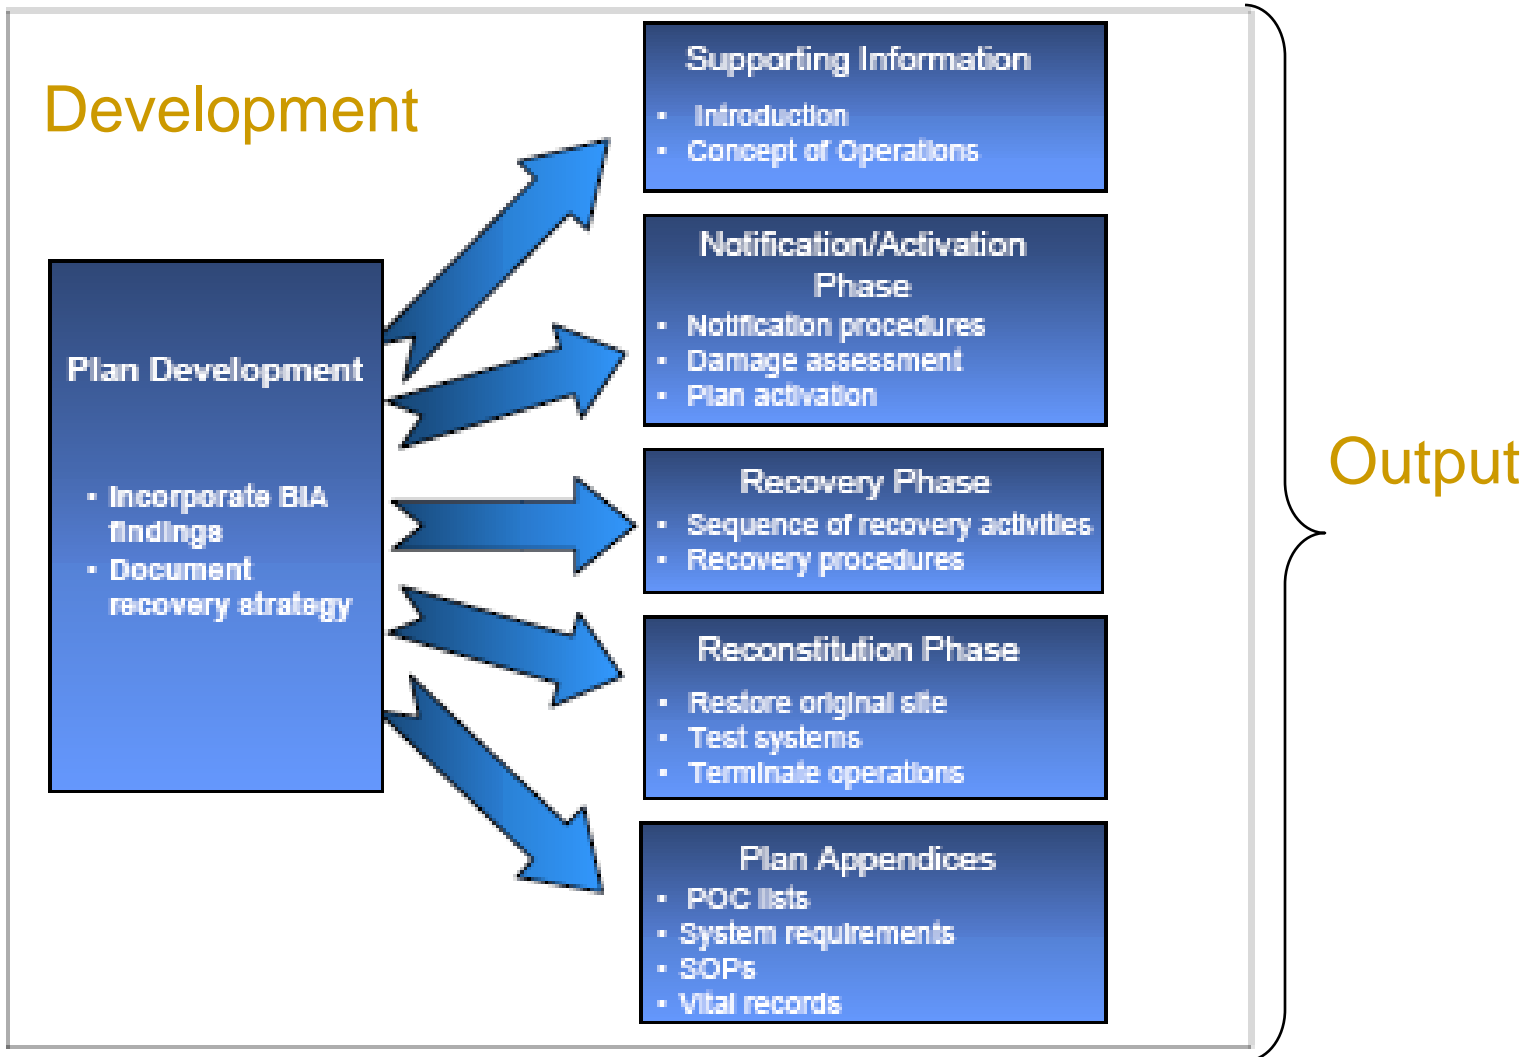 Development
Plan Development
▪ Incorporate BIA
findings
▪ Document
recovery strategy
Supporting Information
▪ Introduction
▪ Concept of Operations
Notification/Activation
Phase
▪ Notification procedures
▪ Damage assessment
▪ Plan activation
Recovery Phase
▪ Sequence of recovery activities
▪ Recovery procedures
Reconstitution Phase
▪ Restore original site
▪ Test systems
▪ Terminate operations
Plan Appendices
▪ POC lists
▪ System requirements
▪ SOPs
▪ Vital records
Output